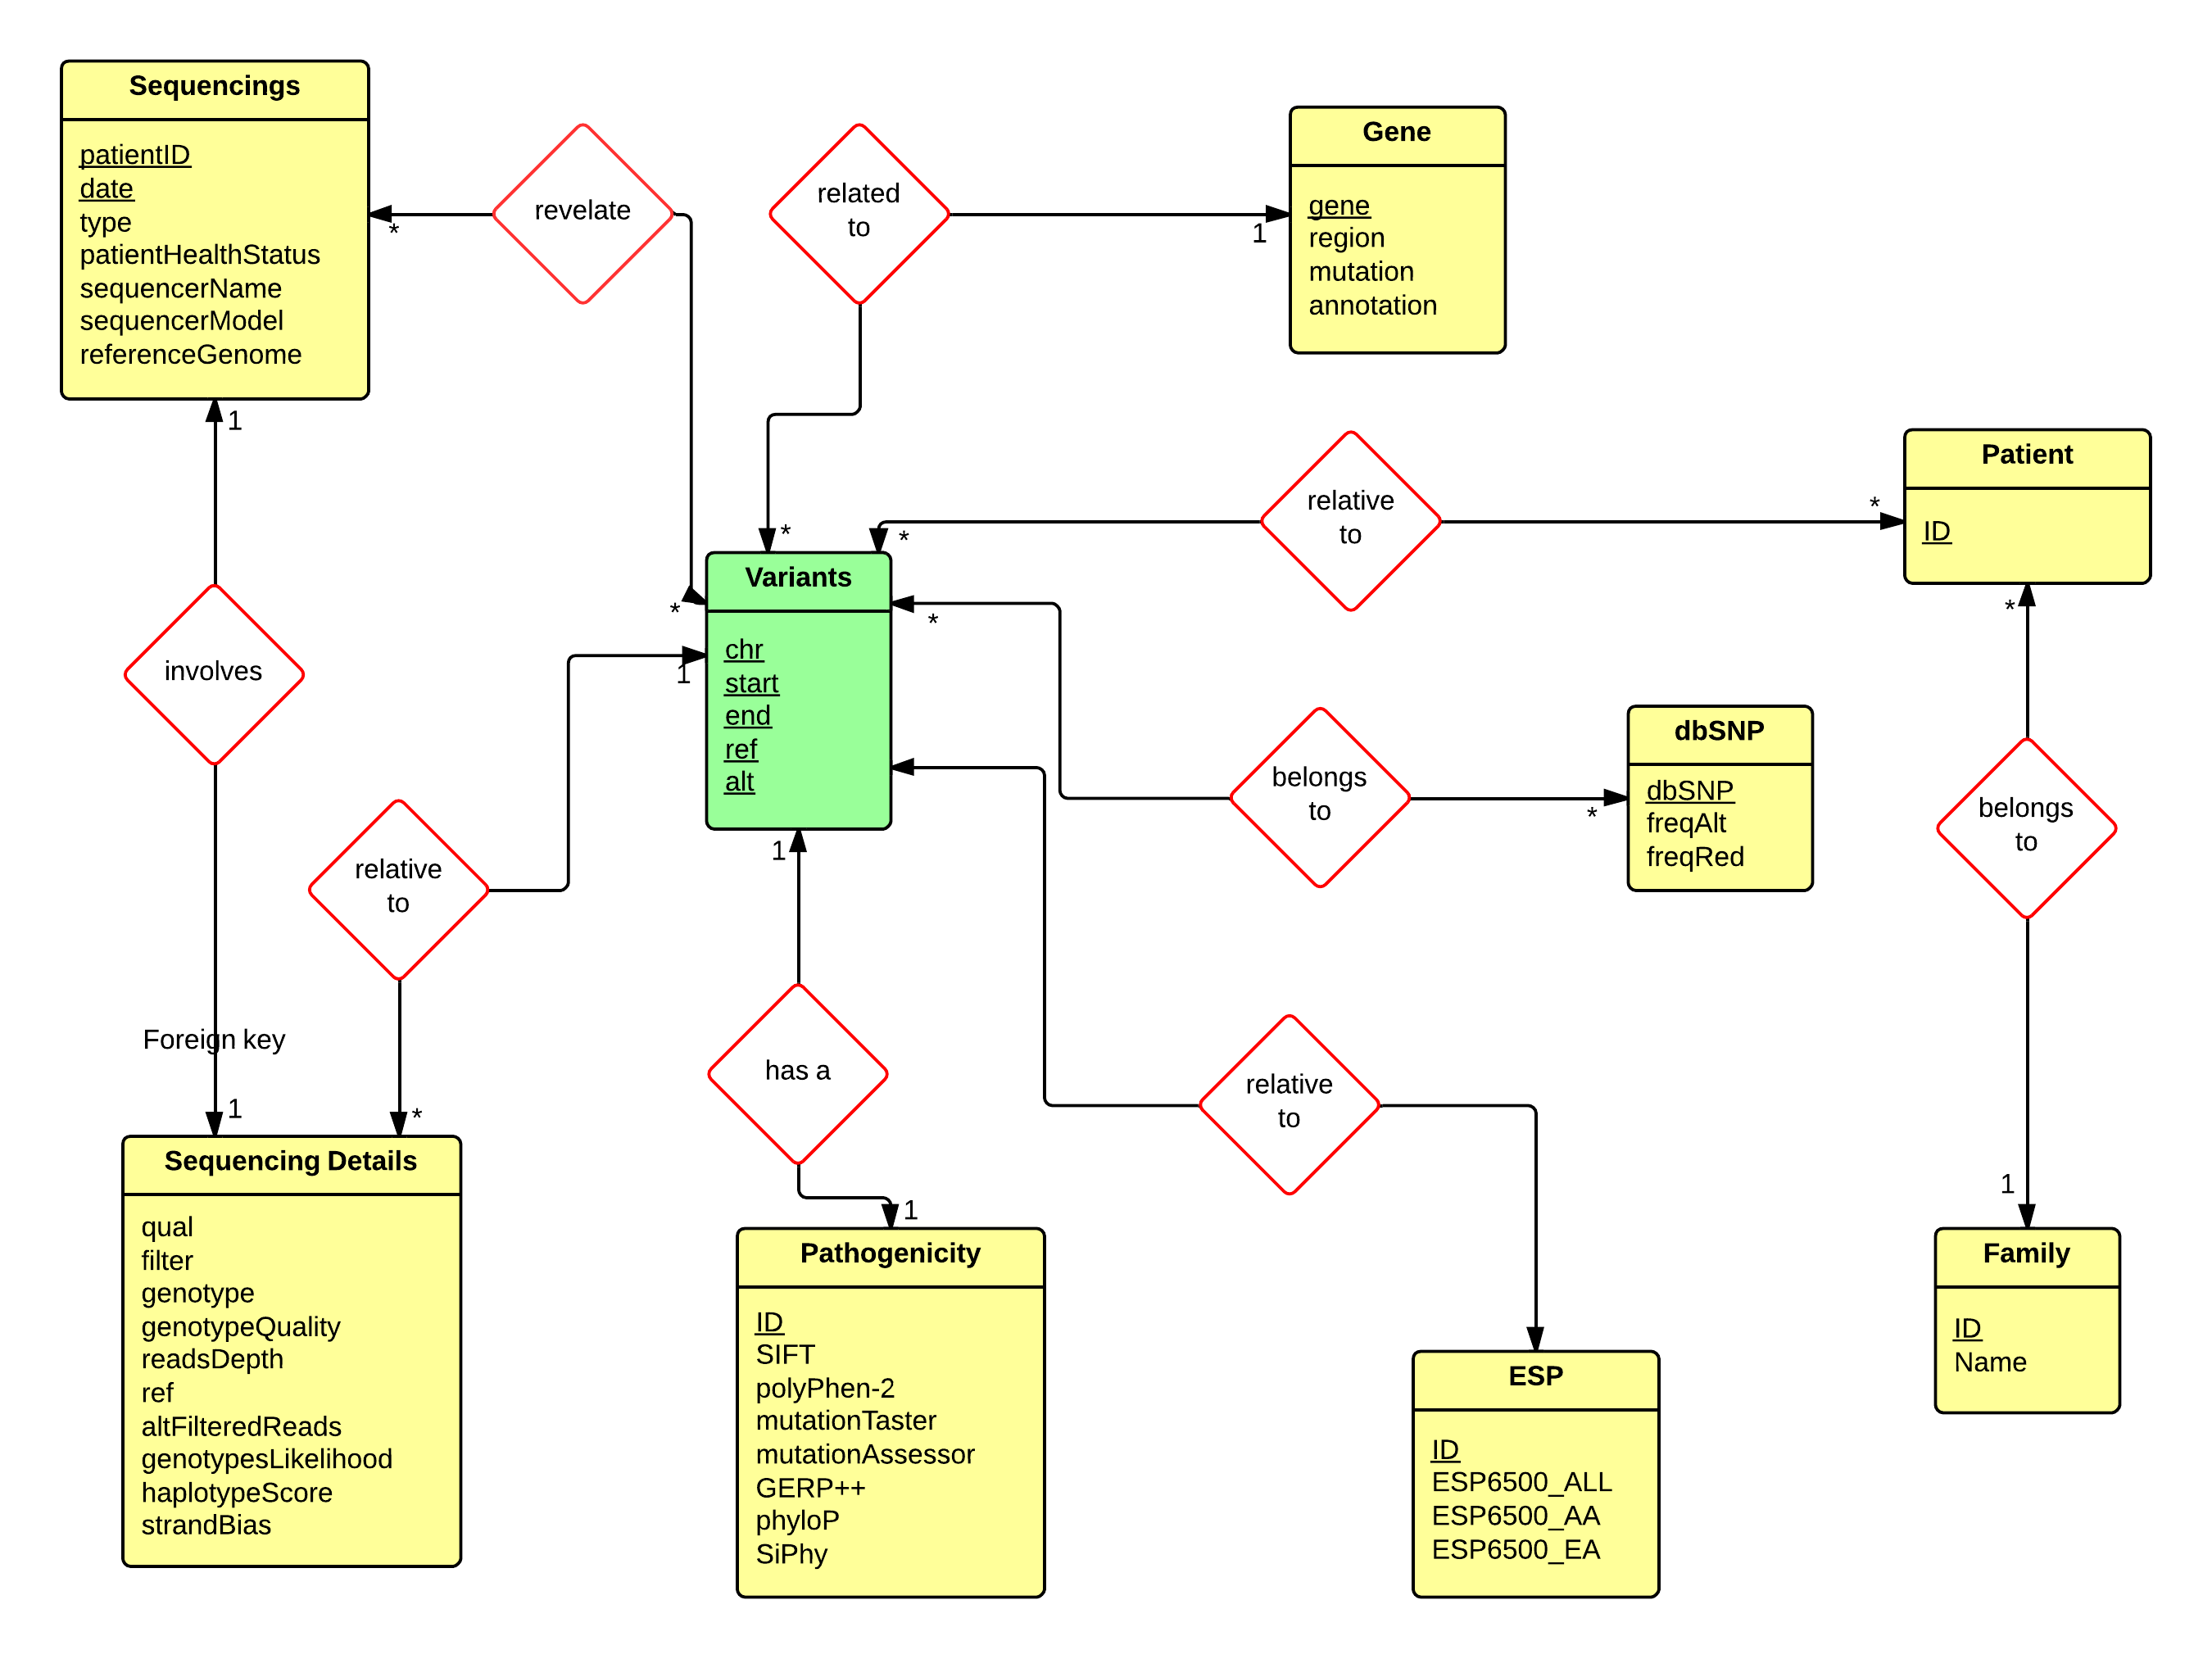 Sequencings
patientID
date
type
patientHealthStatus
sequencerName
sequencerModel
referenceGenome
*
revelate
*
related
to
1
*
Gene
gene
region
mutation
annotation
1
involves
Foreign key
1
relative
to
*
*
Patient
ID
Variants
chr
start
end
ref
alt
1
*
belongs
to
*
dbSNP
dbSNP
freqAlt
freqRed
*
belongs
to
1
relative
to
*
1
has a
1
relative
to
Sequencing Details
qual
filter
genotype
genotypeQuality
readsDepth
ref
altFilteredReads
genotypesLikelihood
haplotypeScore
strandBias
Pathogenicity
ID
SIFT
polyPhen-2
mutationTaster
mutationAssessor
GERP++
phyloP
SiPhy
ESP
ID
ESP6500_ALL
ESP6500_AA
ESP6500_EA
Family
ID
Name